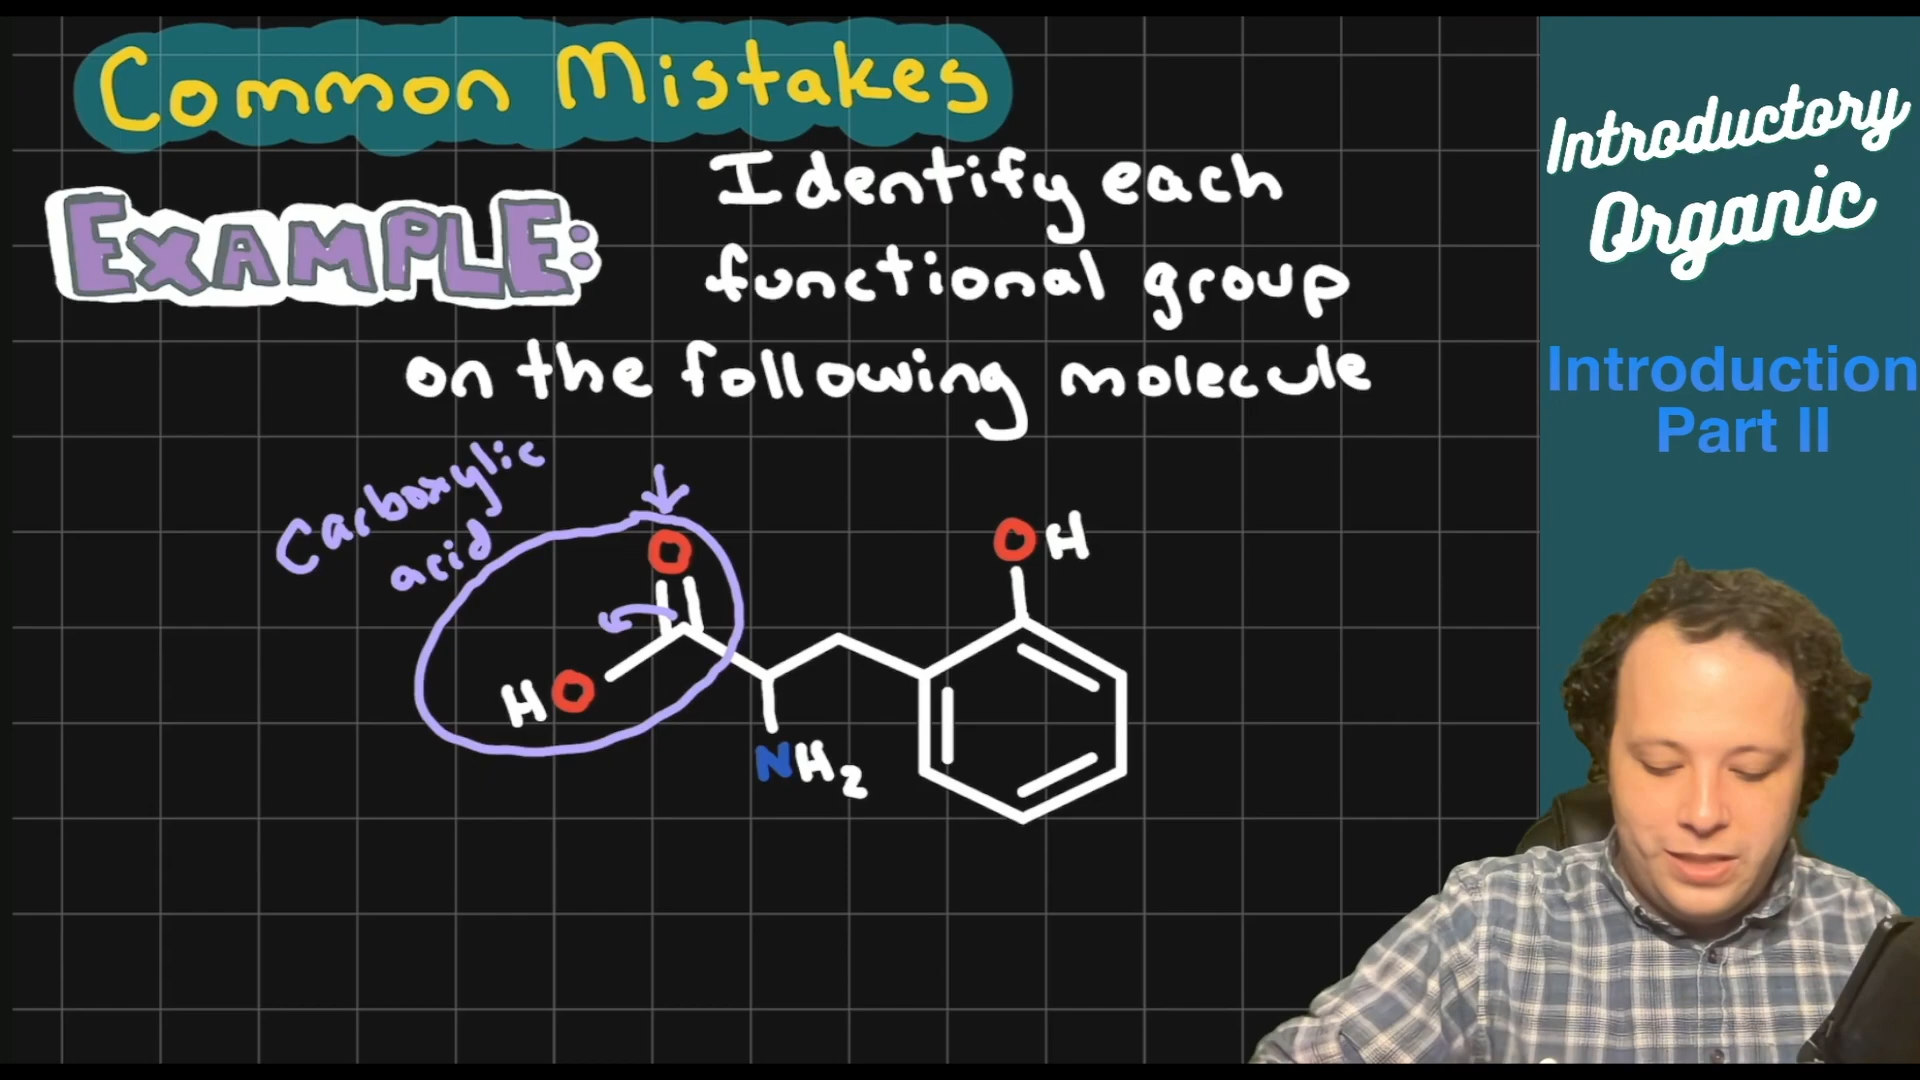 Common Mistakes
EXAMPLE:
Identify each
functional group
on the following molecule
Carboxylic
acid
O
HO
NH2
OH
Introductory
Organic
Introduction
Part II